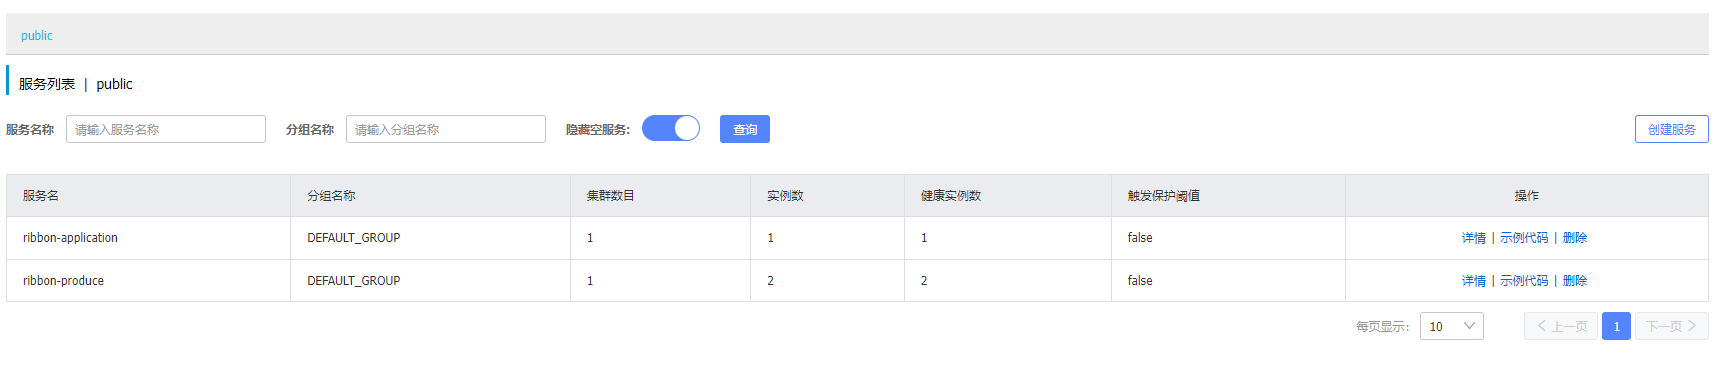 public
服务列表 | public
服务名称 请输入服务名称 分组名称 请输入分组名称 隐藏空服务: 查询 创建服务
服务名 分组名称 集群数目 实例数 健康实例数 触发保护阈值 操作
ribbon-application DEFAULT_GROUP 1 1 1 false 详情 | 示例代码 | 删除
ribbon-produce DEFAULT_GROUP 1 2 2 false 详情 | 示例代码 | 删除
每页显示: 10 上一页 1 下一页